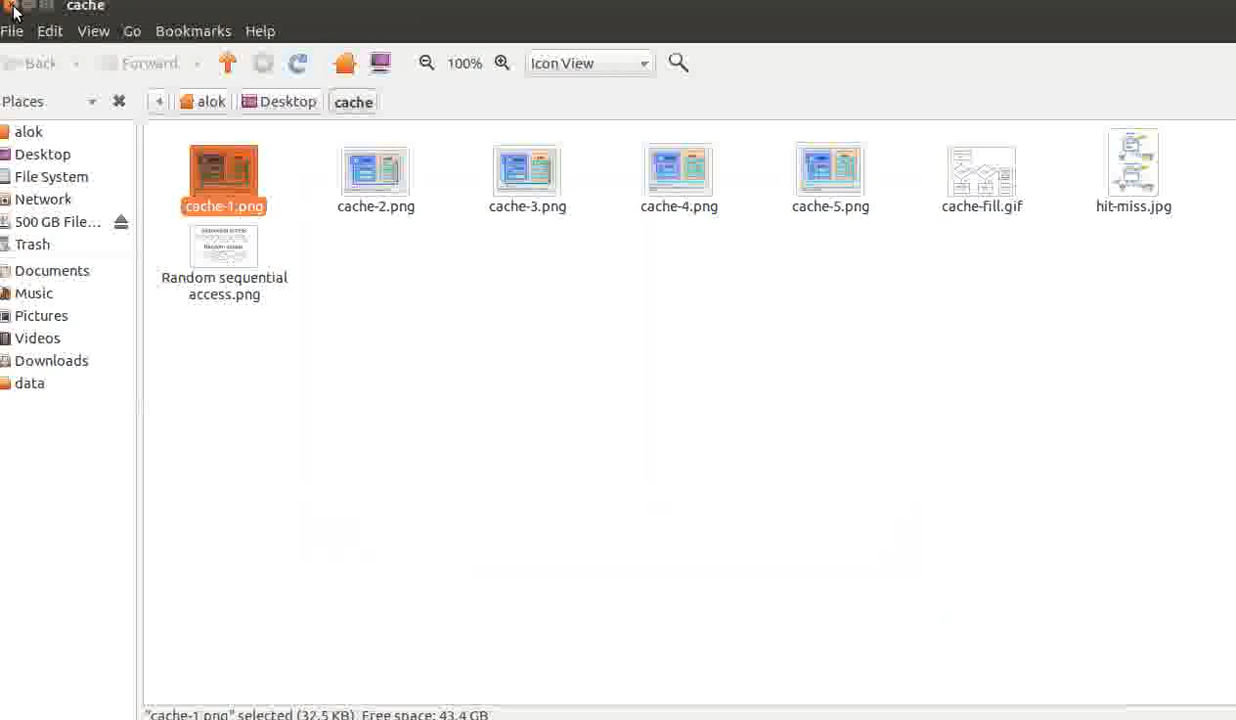 cache
File Edit View Go Bookmarks Help
Back Forward 100% Icon View
Places alok Desktop cache
alok
Desktop
File System
Network
500 GB File...
Trash
Documents
Music
Pictures
Videos
Downloads
data
cache-1.png cache-2.png cache-3.png cache-4.png cache-5.png cache-fill.gif hit-miss.jpg
Random sequential
access.png
"cache-1.png" selected (32.5 KB), Free space: 43.4 GB